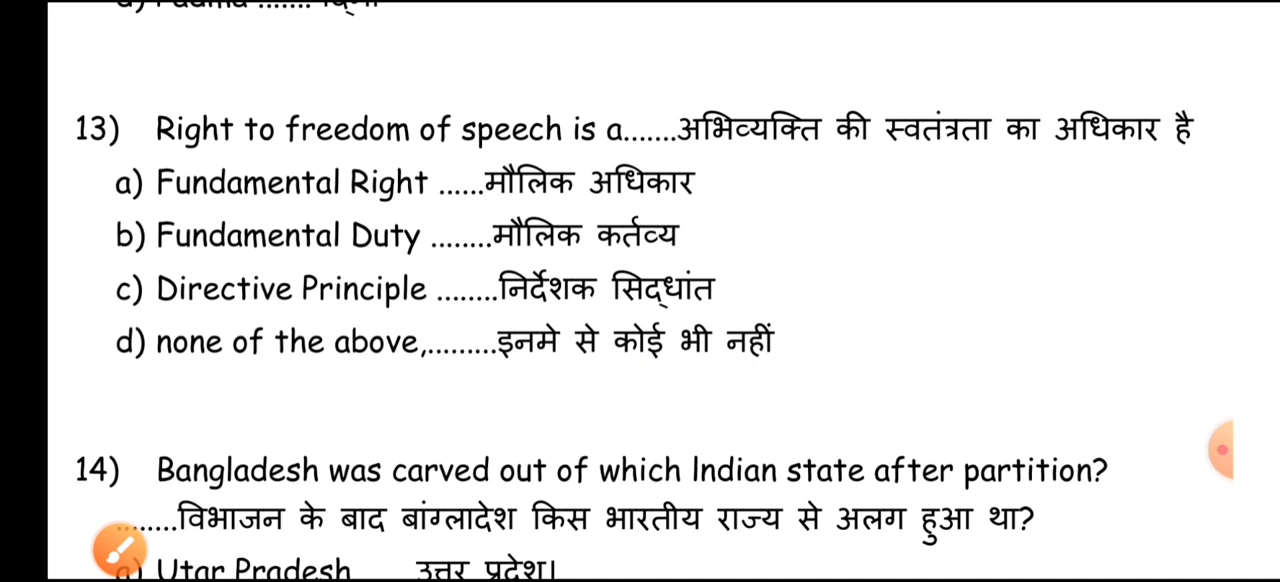 13) Right to freedom of speech is a.......अभिव्यक्ति की स्वतंत्रता का अधिकार है
a) Fundamental Right ......मौलिक अधिकार
b) Fundamental Duty ........मौलिक कर्तव्य
c) Directive Principle ........निर्देशक सिद्धांत
d) none of the above,.........इनमे से कोई भी नहीं
14) Bangladesh was carved out of which Indian state after partition?
........विभाजन के बाद बांग्लादेश किस भारतीय राज्य से अलग हुआ था?
a) Utar Pradesh उत्तर प्रदेश।